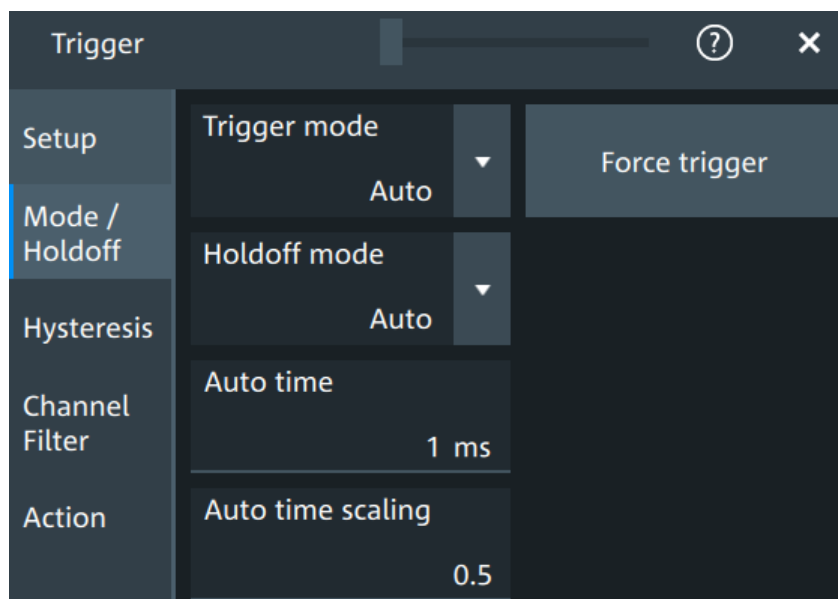 Trigger
?
Setup
Mode /
Holdoff
Hysteresis
Channel
Filter
Action
Trigger mode
Auto
Holdoff mode
Auto
Auto time
1 ms
Auto time scaling
0.5
Force trigger